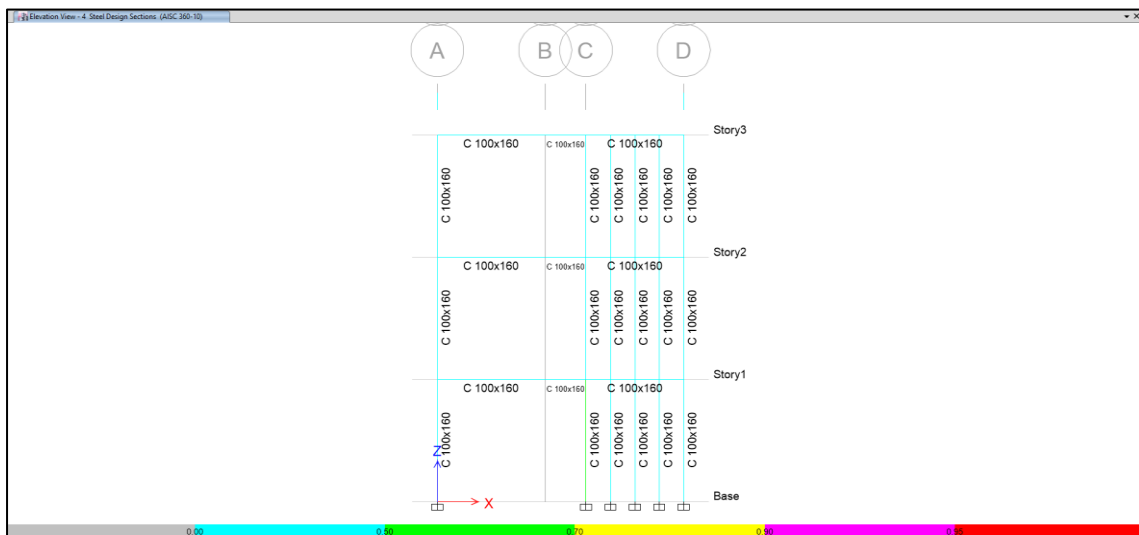 Elevation View - 4 Steel Design Sections (AISC 360-10)
A B C D
Story3
C 100x160 C 100x160 C 100x160
C 100x160 C 100x160 C 100x160 C 100x160 C 100x160 C 100x160
Story2
C 100x160 C 100x160 C 100x160
C 100x160 C 100x160 C 100x160 C 100x160 C 100x160 C 100x160
Story1
C 100x160 C 100x160 C 100x160
C 100x160 C 100x160 C 100x160 C 100x160 C 100x160 C 100x160
Z
X
Base
0.00 0.50 0.70 0.90 0.95